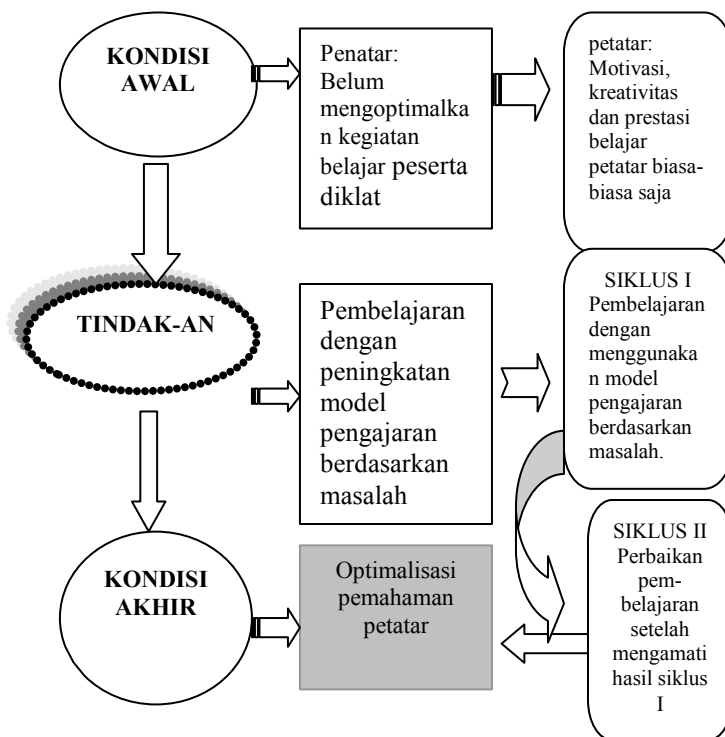 KONDISI
AWAL
Penatar:
Belum
mengoptimalka
n kegiatan
belajar peserta
diklat
petatar:
Motivasi,
kreativitas
dan prestasi
belajar
petatar biasa-
biasa saja
TINDAK-AN
Pembelajaran
dengan
peningkatan
model
pengajaran
berdasarkan
masalah
SIKLUS I
Pembelajaran
dengan
menggunaka
n model
pengajaran
berdasarkan
masalah.
KONDISI
AKHIR
Optimalisasi
pemahaman
petatar
SIKLUS II
Perbaikan
pem-
belajaran
setelah
mengamati
hasil siklus
I